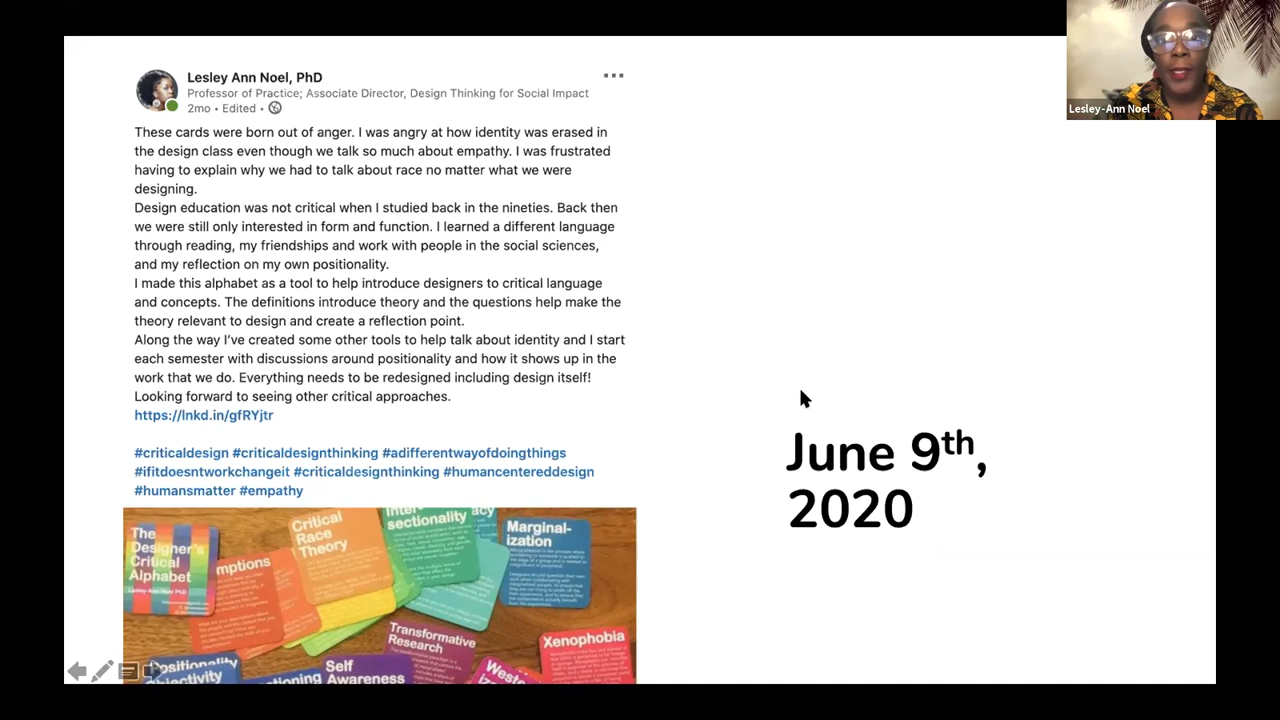 Lesley Ann Noel, PhD
Professor of Practice; Associate Director, Design Thinking for Social Impact
2mo • Edited •
These cards were born out of anger. I was angry at how identity was erased in
the design class even though we talk so much about empathy. I was frustrated
having to explain why we had to talk about race no matter what we were
designing.
Design education was not critical when I studied back in the nineties. Back then
we were still only interested in form and function. I learned a different language
through reading, my friendships and work with people in the social sciences,
and my reflection on my own positionality.
I made this alphabet as a tool to help introduce designers to critical language
and concepts. The definitions introduce theory and the questions help make the
theory relevant to design and create a reflection point.
Along the way I've created some other tools to help talk about identity and I start
each semester with discussions around positionality and how it shows up in the
work that we do. Everything needs to be redesigned including design itself!
Looking forward to seeing other critical approaches.
https://lnkd.in/gfRYjtr
#criticaldesign #criticaldesignthinking #adifferentwayofdoingthings
#ifitdoesntworkchangeit #criticaldesignthinking #humancentereddesign
#humansmatter #empathy
The
Designer's
Critical
Alphabet
Lesley-Ann Noel PhD
mptions
Critical
Race
Theory
sectionality
acy
Marginal-
ization
Transformative
Research
Xenophobia
Positionality
Self
Awareness
June 9th,
2020
Lesley-Ann Noel